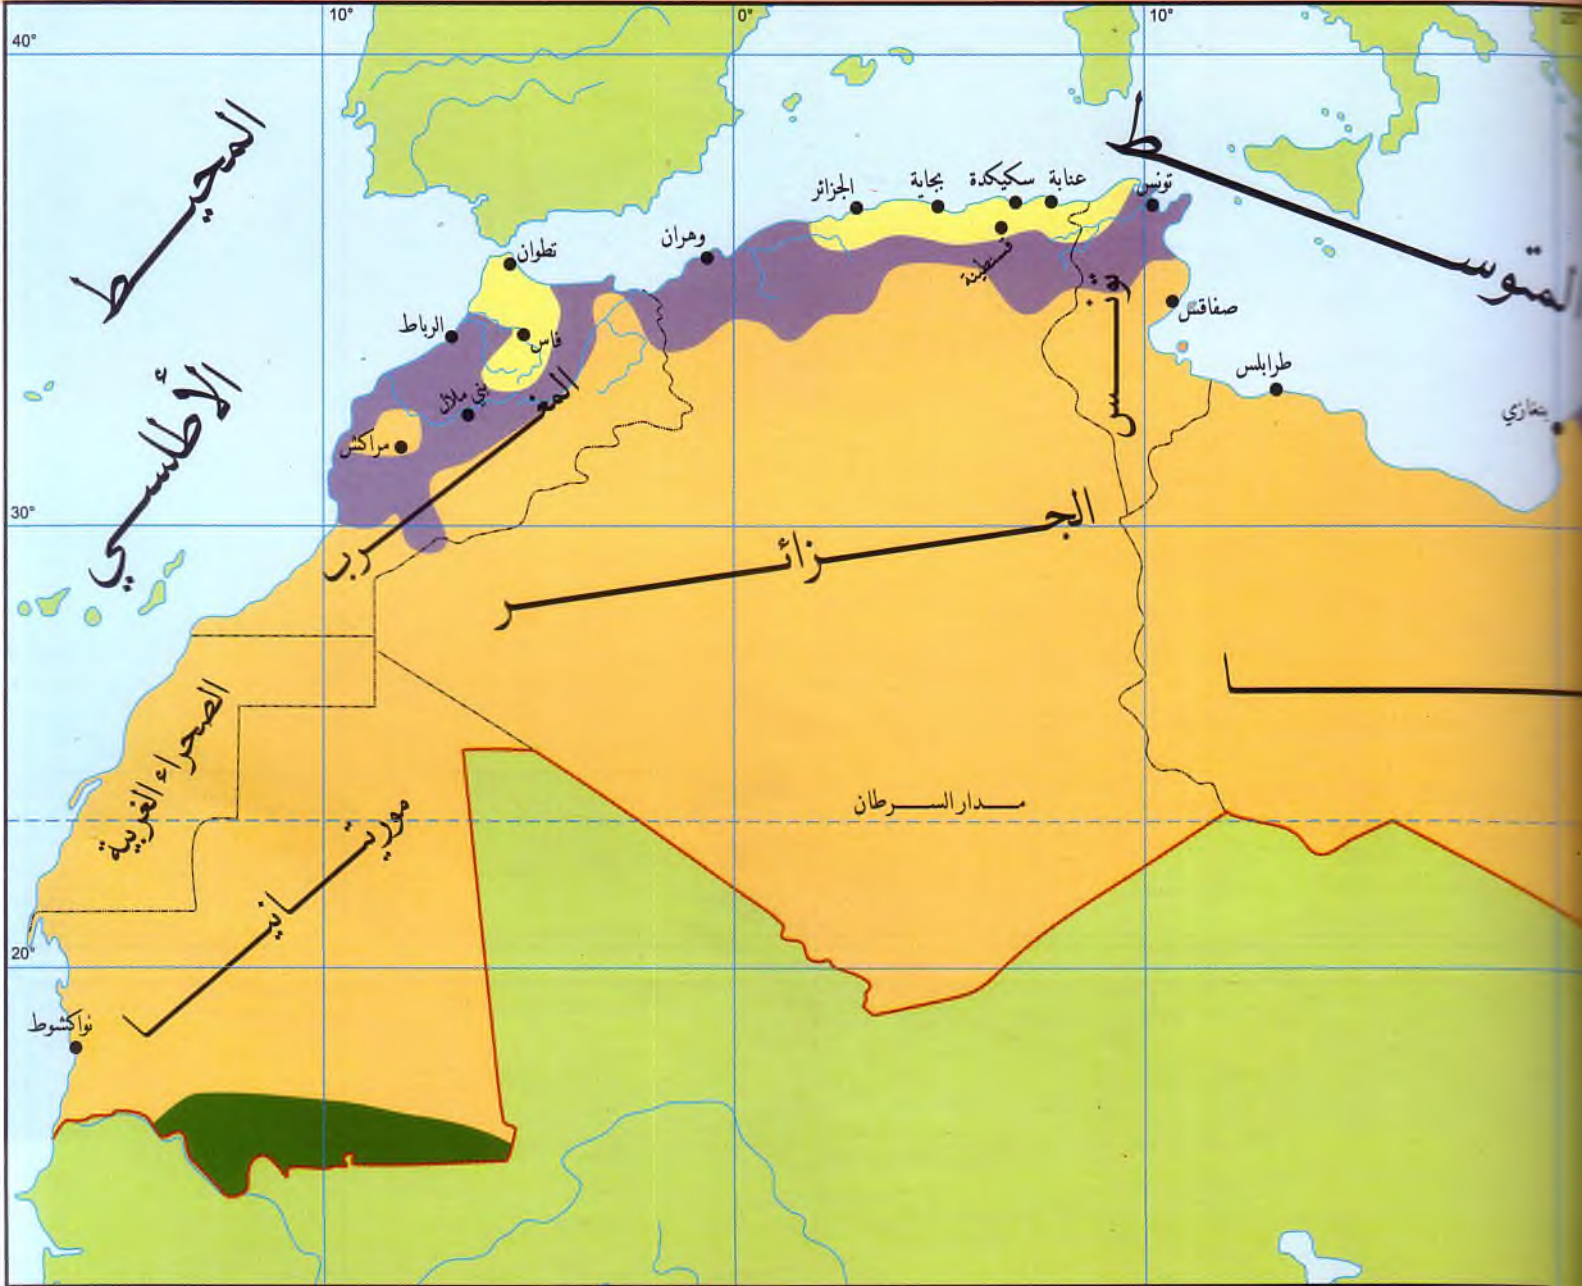 10°
0°
10°
40°
المحيط
الأطلسي
المتوسط
الجزائر
بجاية
سكيكدة
عنابة
تونس
قسنطينة
وهران
تطوان
الرباط
فاس
بني ملال
مراكش
صفاقس
طرابلس
بنغازي
تونس
المغرب
30°
الجزائر
ا
الصحراء الغربية
مدار السرطان
موريتانيا
20°
نواكشوط